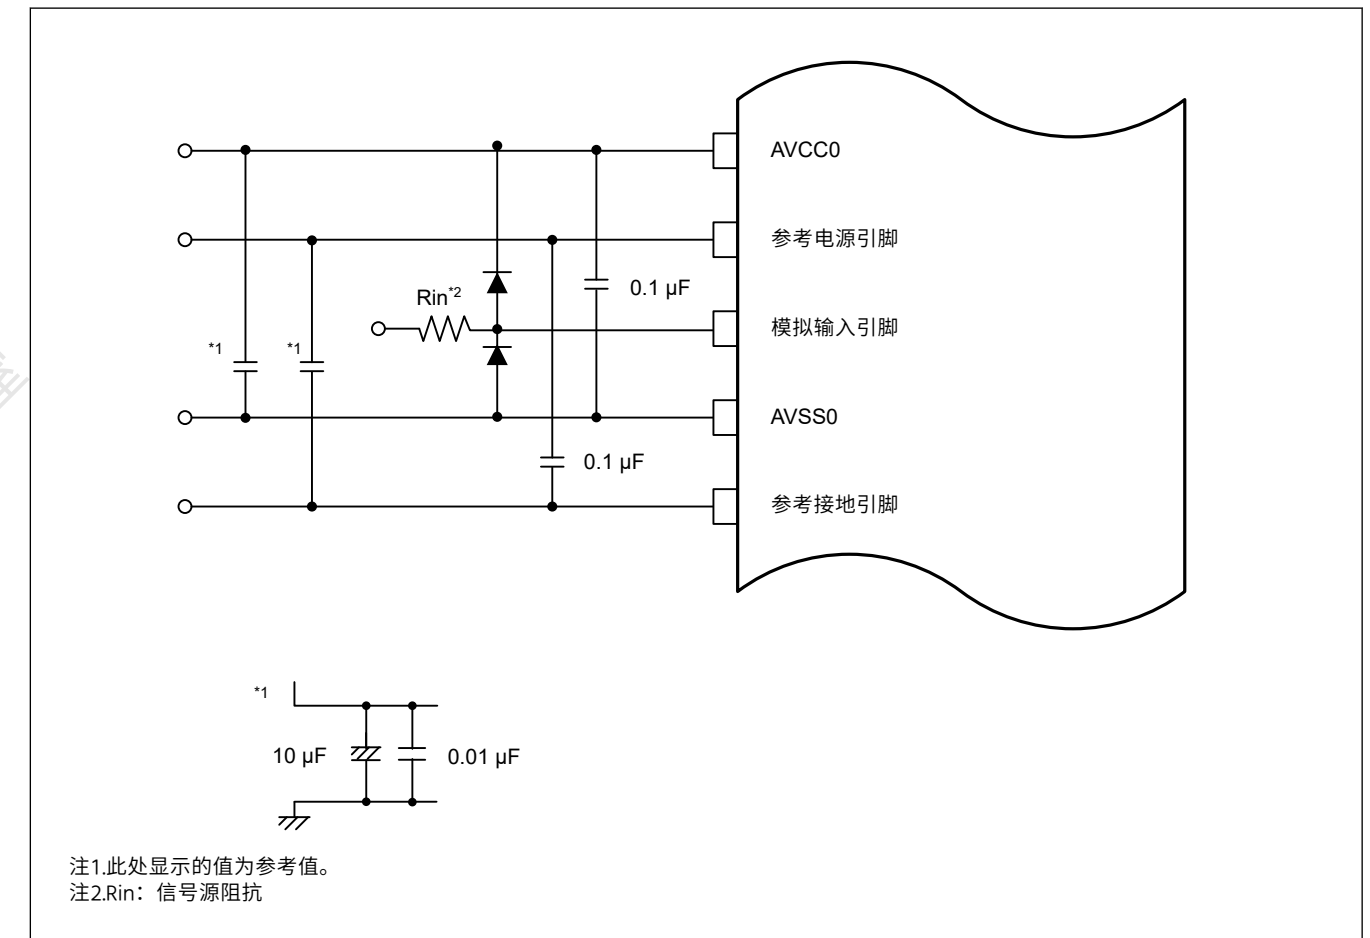 AVCC0
参考电源引脚
0.1 µF
Rin*2
模拟输入引脚
*1
*1
AVSS0
0.1 µF
参考接地引脚
*1
10 µF
0.01 µF
注1.此处显示的值为参考值。
注2.Rin：信号源阻抗